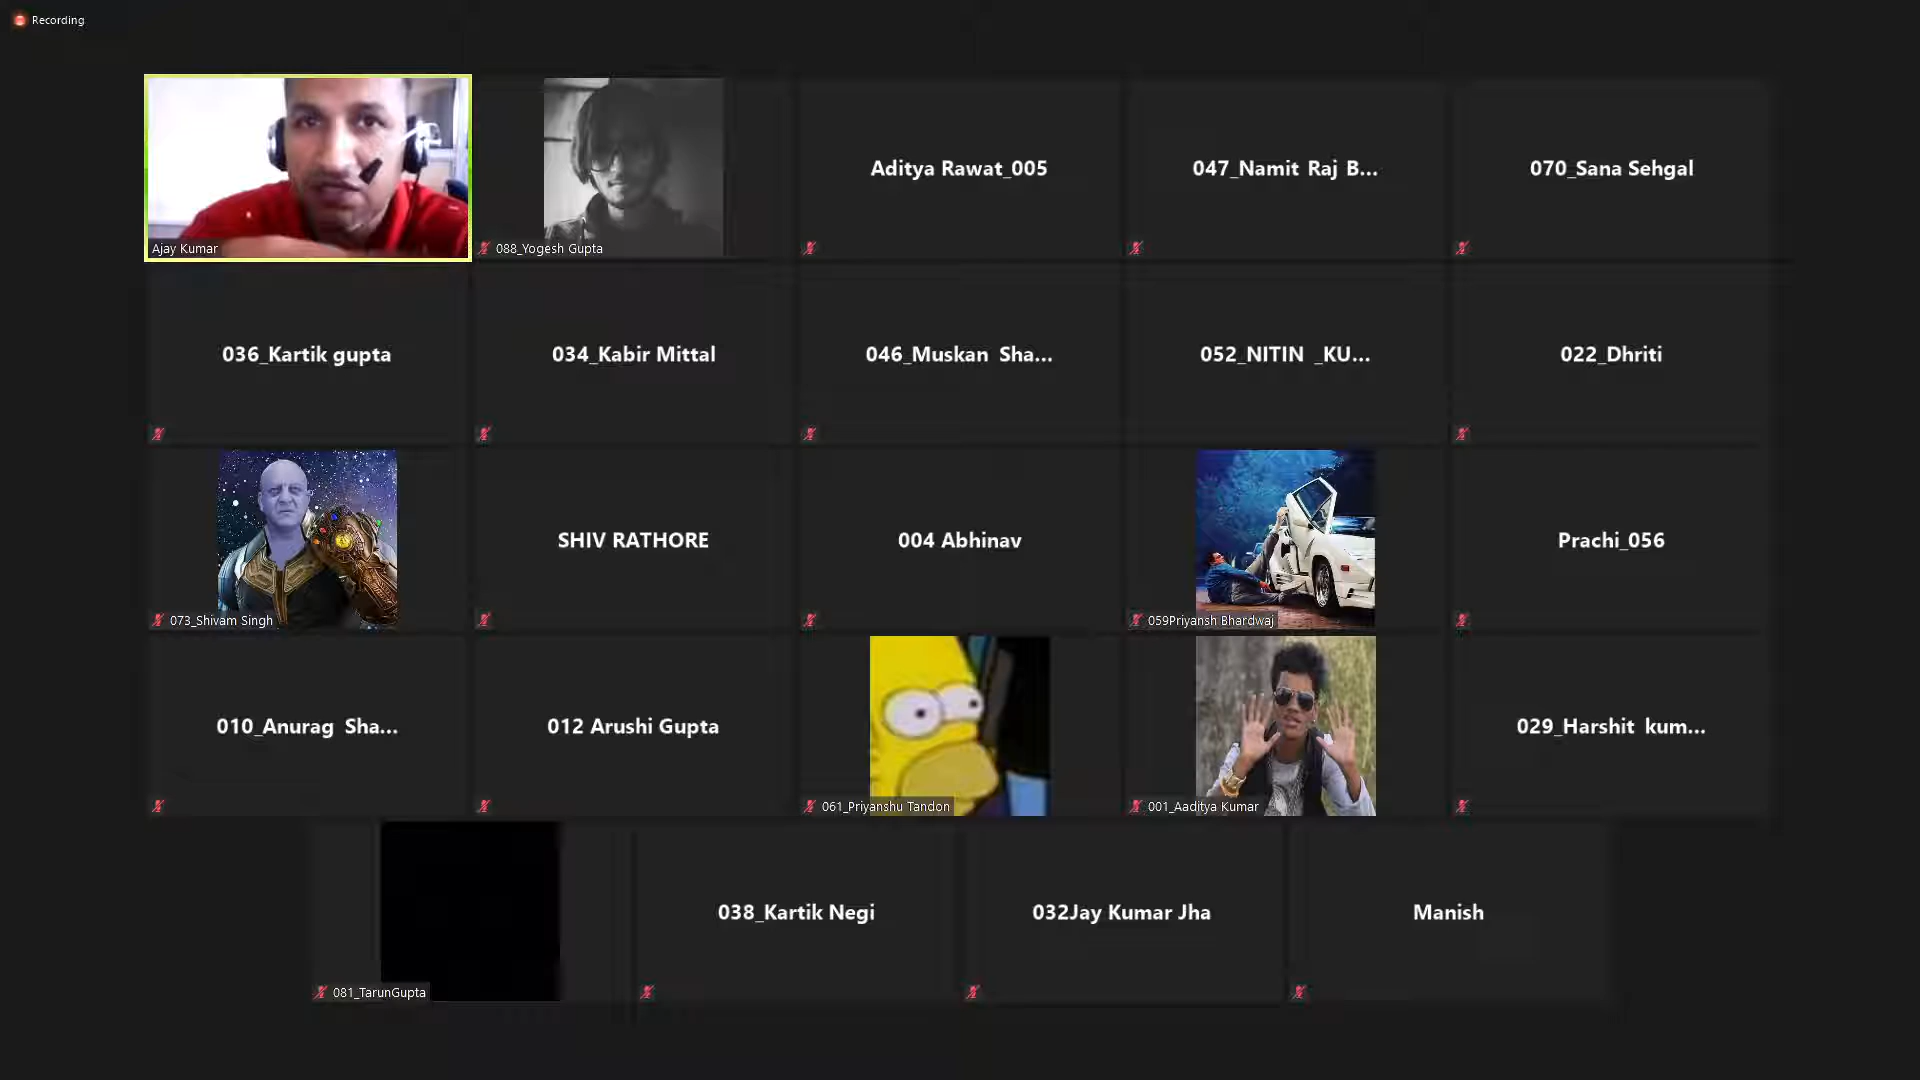 Recording
Ajay Kumar
088_Yogesh Gupta
Aditya Rawat_005
047_Namit Raj B...
070_Sana Sehgal
036_Kartik gupta
034_Kabir Mittal
046_Muskan Sha...
052_NITIN _KU...
022_Dhriti
073_Shivam Singh
SHIV RATHORE
004 Abhinav
059Priyansh Bhardwaj
Prachi_056
010_Anurag Sha...
012 Arushi Gupta
061_Priyanshu Tandon
001_Aaditya Kumar
029_Harshit kum...
081_TarunGupta
038_Kartik Negi
032Jay Kumar Jha
Manish